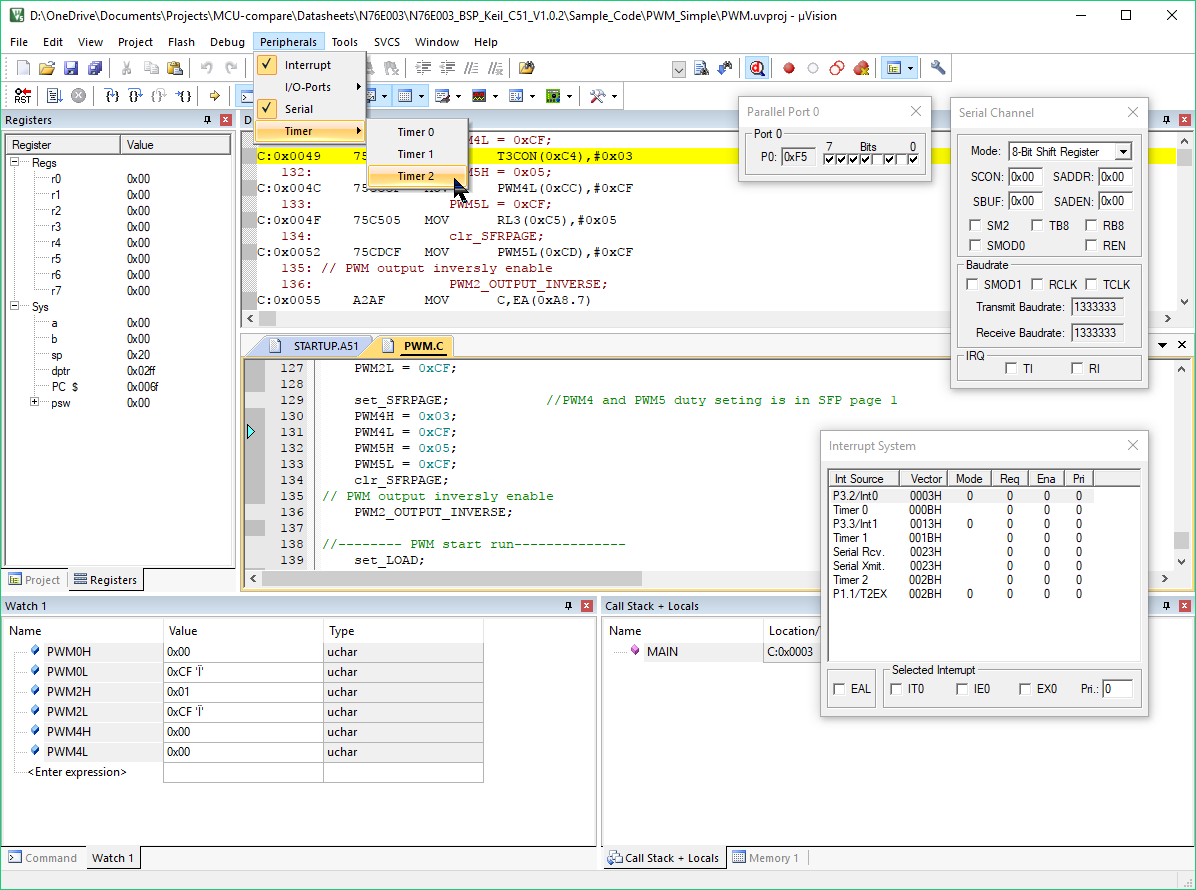 D:\OneDrive\Documents\Projects\MCU-compare\Datasheets\N76E003\N76E003_BSP_Keil_C51_V1.0.2\Sample_Code\PWM_Simple\PWM.uvproj - µVision
File Edit View Project Flash Debug Peripherals Tools SVCS Window Help
Interrupt
I/O-Ports
Serial
Timer
Timer 0
Timer 1
Timer 2
RST
Registers
Register Value
Regs
r0 0x00
r1 0x00
r2 0x00
r3 0x00
r4 0x00
r5 0x00
r6 0x00
r7 0x00
Sys
a 0x00
b 0x00
sp 0x20
dptr 0x02ff
PC $ 0x006f
psw 0x00
Project Registers
M4L = 0xCF;
C:0x0049 75 T3CON(0xC4),#0x03
132: M5H = 0x05;
C:0x004C PWM4L(0xCC),#0xCF
133: PWM5L = 0xCF;
C:0x004F 75C505 MOV RL3(0xC5),#0x05
134: clr_SFRPAGE;
C:0x0052 75CDCF MOV PWM5L(0xCD),#0xCF
135: // PWM output inversly enable
136: PWM2_OUTPUT_INVERSE;
C:0x0055 A2AF MOV C,EA(0xA8.7)
STARTUP.A51 PWM.C
127 PWM2L = 0xCF;
128
129 set_SFRPAGE; //PWM4 and PWM5 duty seting is in SFP page 1
130 PWM4H = 0x03;
131 PWM4L = 0xCF;
132 PWM5H = 0x05;
133 PWM5L = 0xCF;
134 clr_SFRPAGE;
135 // PWM output inversly enable
136 PWM2_OUTPUT_INVERSE;
137
138 //-------- PWM start run--------------
139 set_LOAD;
Parallel Port 0
Port 0
7 Bits 0
P0: 0xF5
Serial Channel
Mode: 8-Bit Shift Register
SCON: 0x00 SADDR: 0x00
SBUF: 0x00 SADEN: 0x00
SM2 TB8 RB8
SMOD0 REN
Baudrate
SMOD1 RCLK TCLK
Transmit Baudrate: 1333333
Receive Baudrate: 1333333
IRQ
TI RI
Interrupt System
Int Source Vector Mode Req Ena Pri
P3.2/Int0 0003H 0 0 0 0
Timer 0 000BH 0 0 0
P3.3/Int1 0013H 0 0 0 0
Timer 1 001BH 0 0 0
Serial Rcv. 0023H 0 0 0
Serial Xmit. 0023H 0 0 0
Timer 2 002BH 0 0 0
P1.1/T2EX 002BH 0 0 0 0
Selected Interrupt
EAL IT0 IE0 EX0 Pri.: 0
Watch 1
Name Value Type
PWM0H 0x00 uchar
PWM0L 0xCF 'Ï' uchar
PWM2H 0x01 uchar
PWM2L 0xCF 'Ï' uchar
PWM4H 0x00 uchar
PWM4L 0x00 uchar
<Enter expression>
Command Watch 1
Call Stack + Locals
Name Location/
MAIN C:0x0003
Call Stack + Locals Memory 1